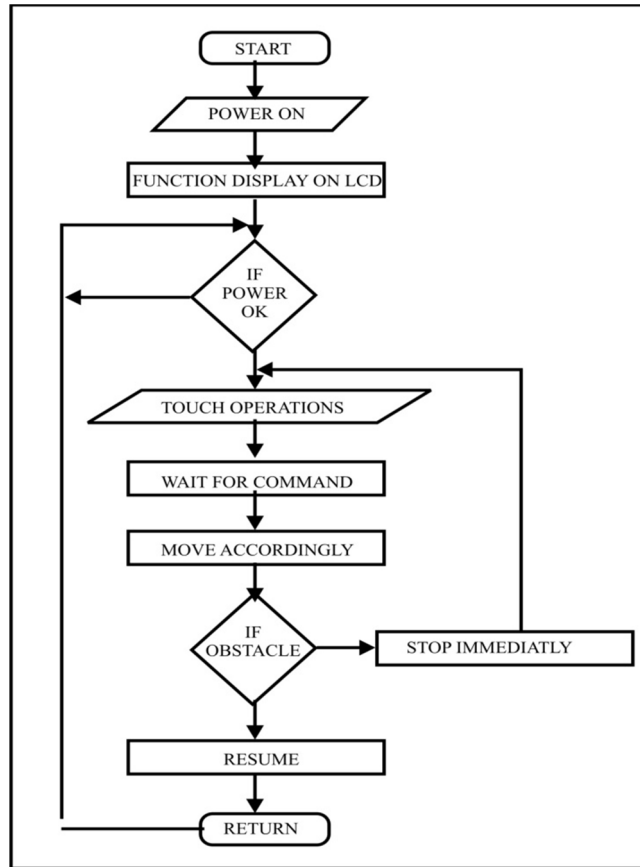 START
POWER ON
FUNCTION DISPLAY ON LCD
IF
POWER
OK
TOUCH OPERATIONS
WAIT FOR COMMAND
MOVE ACCORDINGLY
IF
OBSTACLE
STOP IMMEDIATLY
RESUME
RETURN